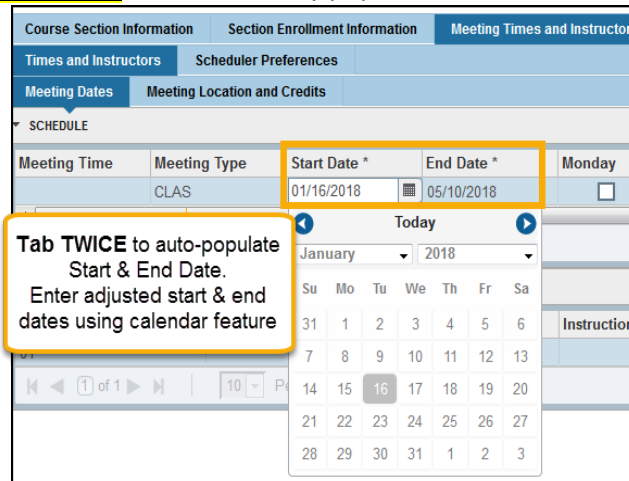 Course Section Information Section Enrollment Information Meeting Times and Instructor
Times and Instructors Scheduler Preferences
Meeting Dates Meeting Location and Credits
SCHEDULE
Meeting Time Meeting Type Start Date * End Date * Monday
CLAS 01/16/2018 05/10/2018
Today
January 2018
Tab TWICE to auto-populate
Start & End Date.
Enter adjusted start & end
dates using calendar feature
Su Mo Tu We Th Fr Sa
31 1 2 3 4 5 6 Instruction
7 8 9 10 11 12 13
1 of 1 10 Pe 14 15 16 17 18 19 20
21 22 23 24 25 26 27
28 29 30 31 1 2 3